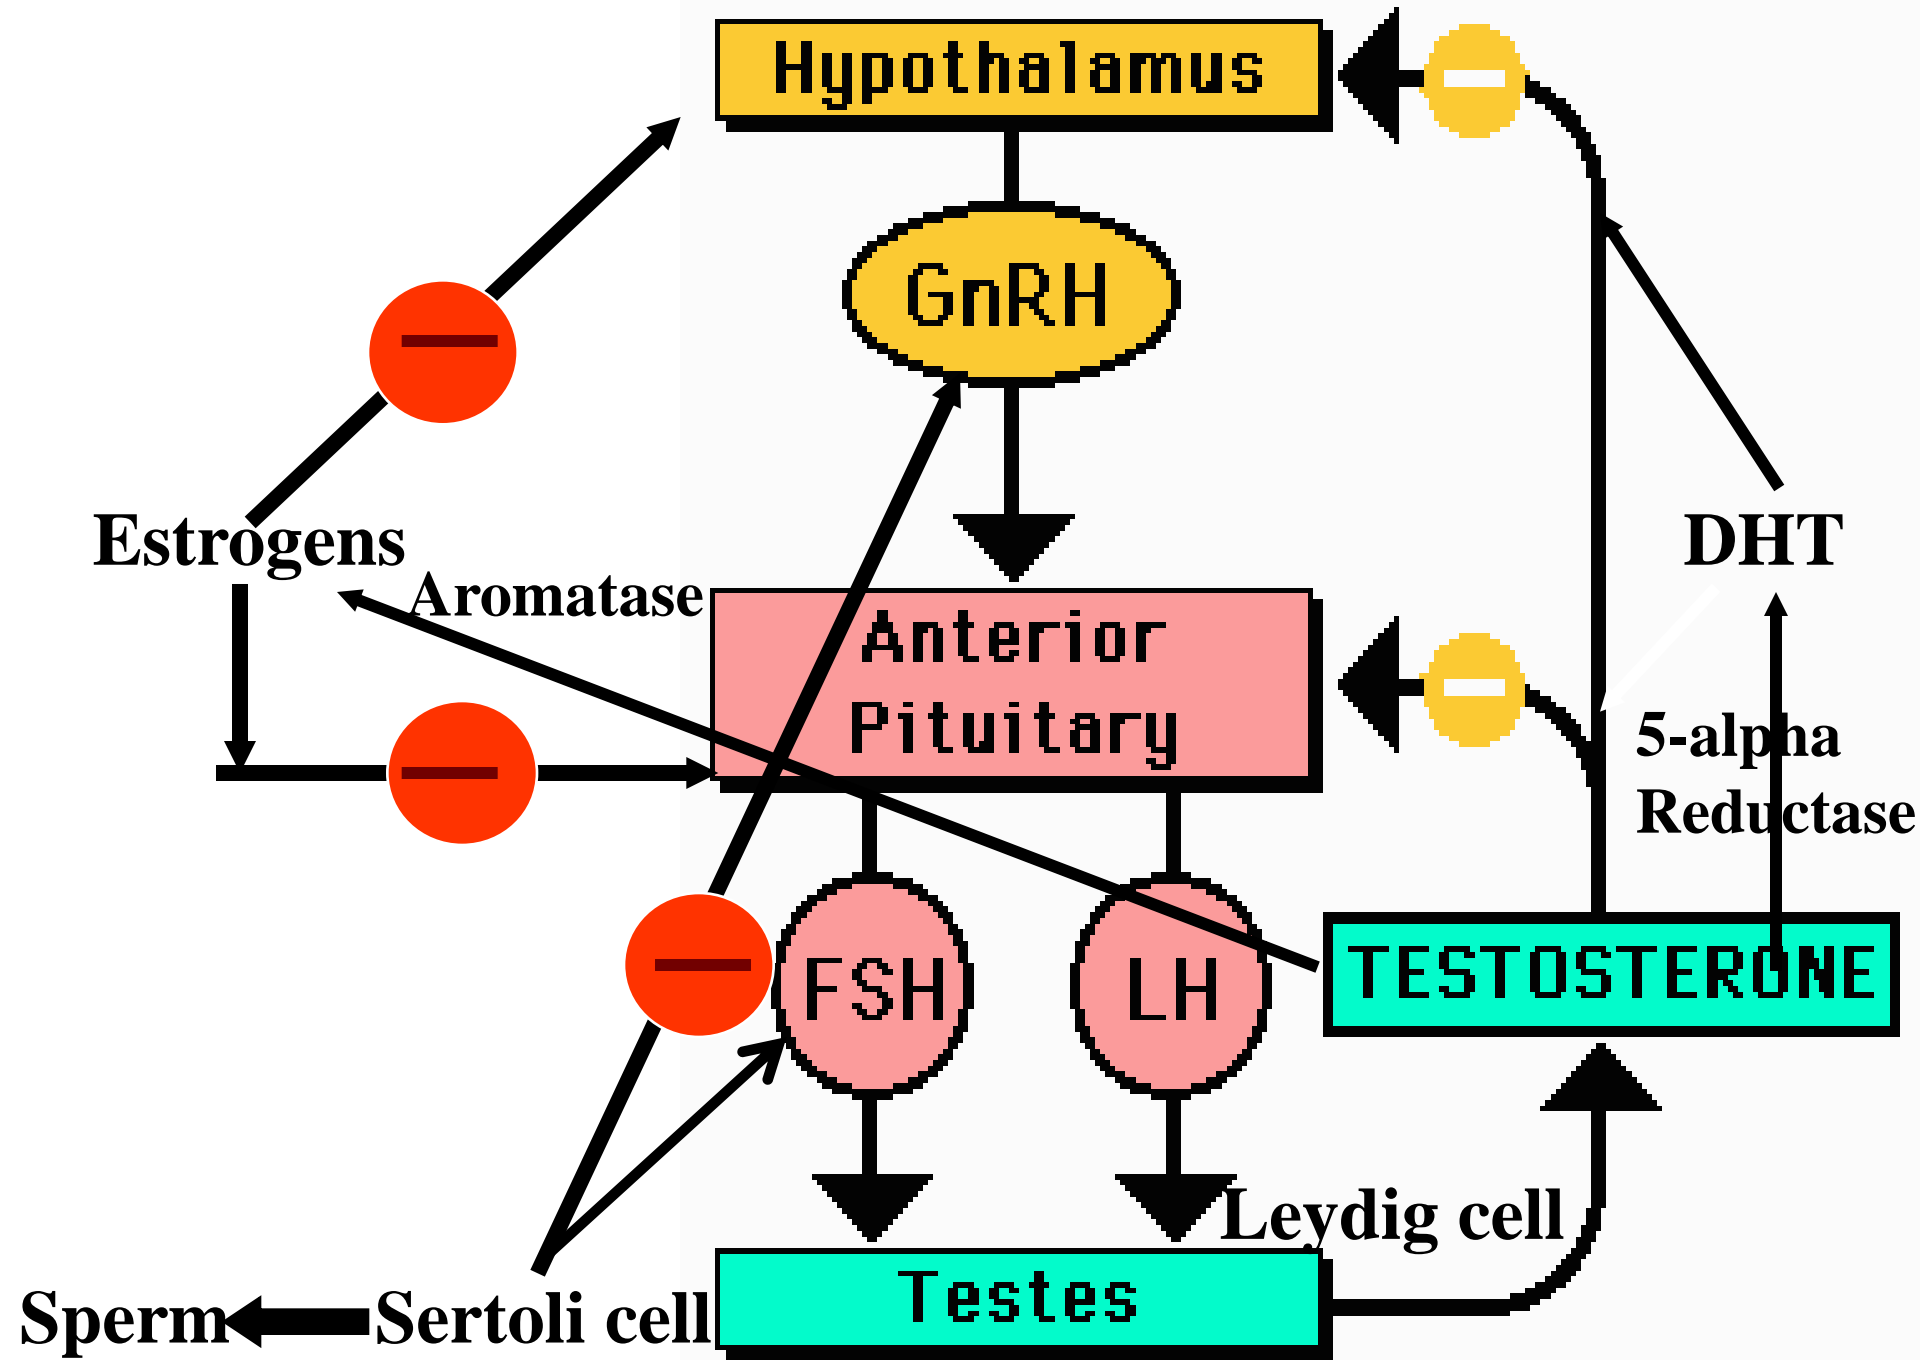 Hypothalamus
GnRH
Estrogens
DHT
Aromatase
Anterior
Pituitary
5-alpha
Reductase
FSH
LH
TESTOSTERONE
Leydig cell
Sperm
Sertoli cell
Testes